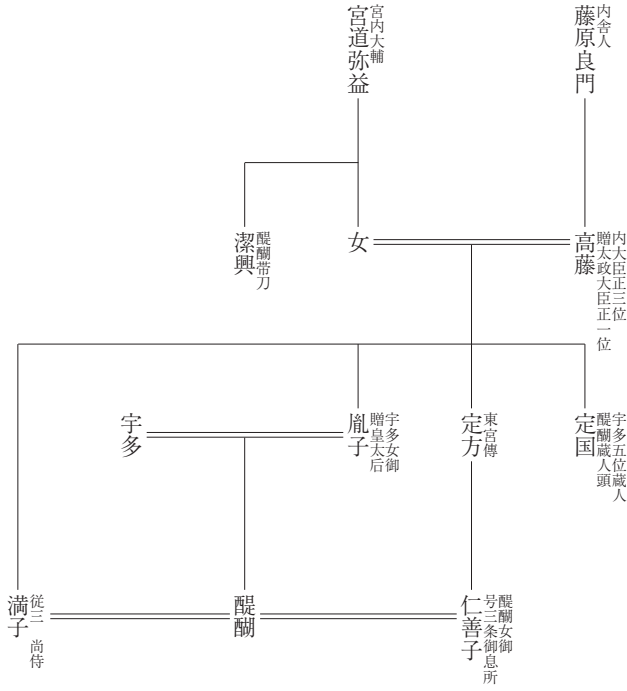 藤原良門
内舎人
宮道弥益
宮内大輔
高藤
内大臣正三位
贈太政大臣正一位
女
潔興
醍醐帯刀
定国
宇多五位蔵人
醍醐蔵人頭
定方
東宮傳
胤子
宇多女御
贈皇太后
宇多
仁善子
醍醐女御
号三条御息所
醍醐
満子
従三 尚侍